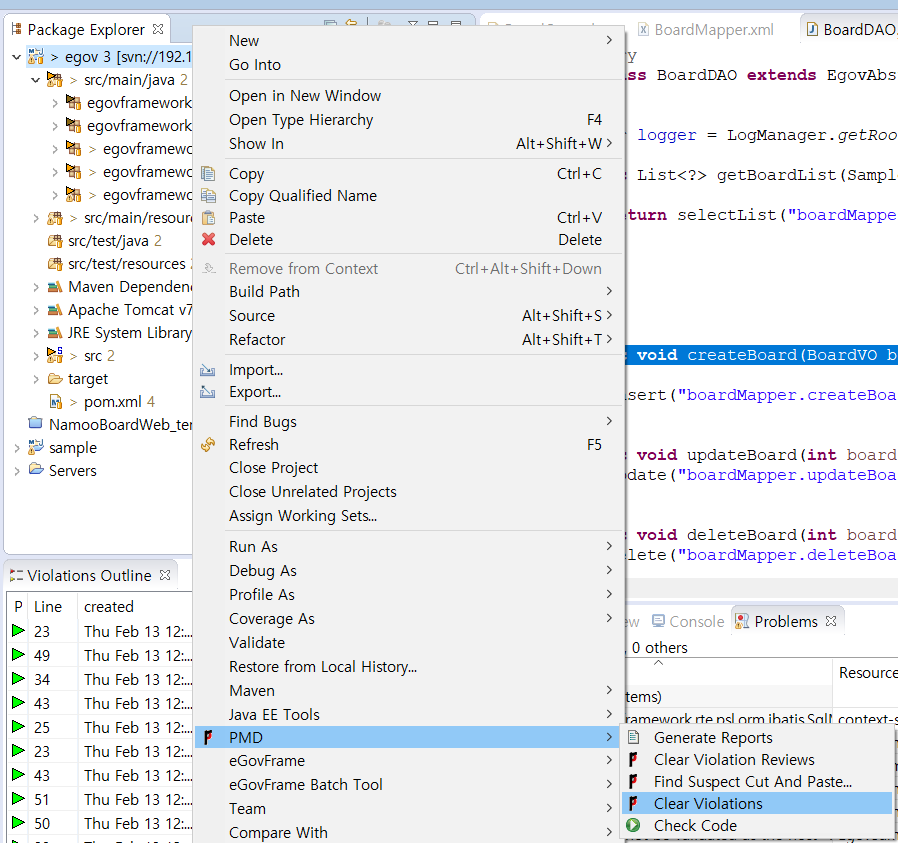 Package Explorer
BoardMapper.xml
BoardDAO.
> egov 3 [svn://192.1
> src/main/java 2
egovframework
egovframework
> egovframewo
> egovframewo
> egovframewo
> src/main/resour
src/test/java 2
src/test/resources
Maven Dependen
Apache Tomcat v7
JRE System Library
> src 2
target
> pom.xml 4
NamooBoardWeb_ter
sample
Servers
New
Go Into
Open in New Window
Open Type Hierarchy F4
Show In Alt+Shift+W
Copy Ctrl+C
Copy Qualified Name
Paste Ctrl+V
Delete Delete
Remove from Context Ctrl+Alt+Shift+Down
Build Path
Source Alt+Shift+S
Refactor Alt+Shift+T
Import...
Export...
Find Bugs
Refresh F5
Close Project
Close Unrelated Projects
Assign Working Sets...
Run As
Debug As
Profile As
Coverage As
Validate
Restore from Local History...
Maven
Java EE Tools
PMD
eGovFrame
eGovFrame Batch Tool
Team
Compare With
Generate Reports
Clear Violation Reviews
Find Suspect Cut And Paste...
Clear Violations
Check Code
ss BoardDAO extends EgovAbs
logger = LogManager.getRoo
List<?> getBoardList(Sampl
turn selectList("boardMappe
void createBoard(BoardVO b
sert("boardMapper.createBoa
void updateBoard(int board
date("boardMapper.updateBoa
void deleteBoard(int board
lete("boardMapper.deleteBoa
Violations Outline
P Line created
23 Thu Feb 13 12:...
49 Thu Feb 13 12:...
34 Thu Feb 13 12:...
43 Thu Feb 13 12:...
25 Thu Feb 13 12:...
23 Thu Feb 13 12:...
43 Thu Feb 13 12:...
51 Thu Feb 13 12:...
50 Thu Feb 13 12:...
ew Console Problems
, 0 others
Resource
tems)
context-s